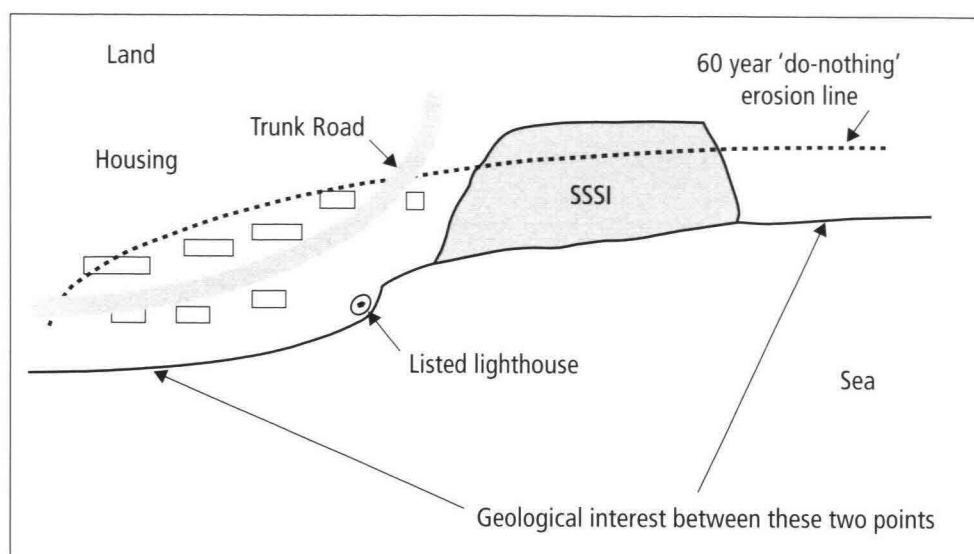 Land
60 year ‘do-nothing’
erosion line
Trunk Road
Housing
SSSI
Listed lighthouse
Sea
Geological interest between these two points